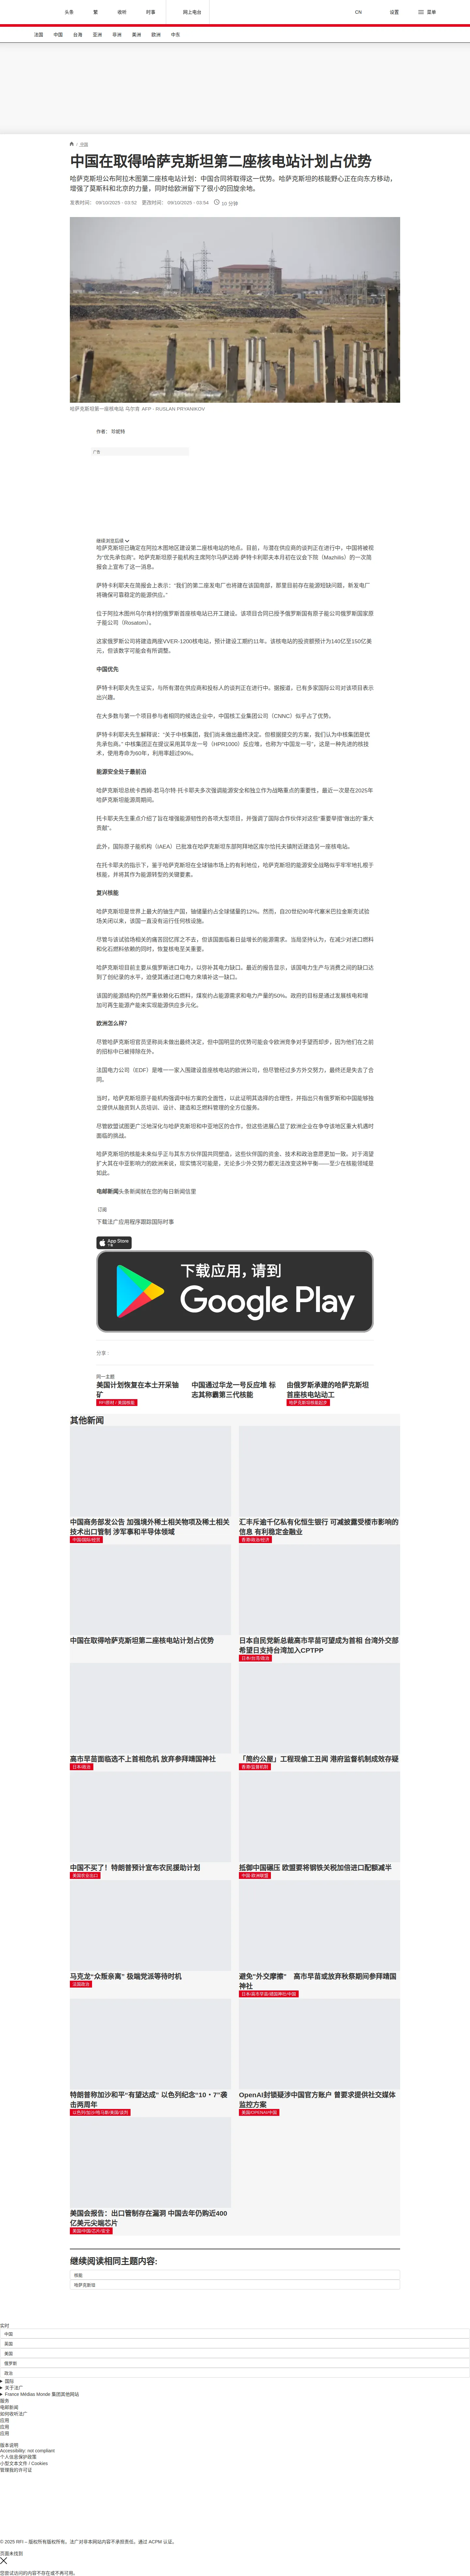 头条
繁
收听
时事
网上电台
CN
设置
菜单
法国
中国
台海
亚洲
非洲
美洲
欧洲
中东
/ 中国
中国在取得哈萨克斯坦第二座核电站计划占优势
哈萨克斯坦公布阿拉木图第二座核电站计划：中国合同将取得这一优势。哈萨克斯坦的核能野心正在向东方移动，
增强了莫斯科和北京的力量，同时给欧洲留下了很小的回旋余地。
发表时间： 09/10/2025 - 03:52 更改时间： 09/10/2025 - 03:54 10 分钟
哈萨克斯坦第一座核电站 乌尔肯 AFP - RUSLAN PRYANIKOV
作者： 珍妮特
广告
继续浏览后续
哈萨克斯坦已确定在阿拉木图地区建设第二座核电站的地点。目前，与潜在供应商的谈判正在进行中，中国将被视
为“优先承包商”。哈萨克斯坦原子能机构主席阿尔马萨达姆·萨特卡利耶夫本月初在议会下院（Mazhilis）的一次简
报会上宣布了这一消息。
萨特卡利耶夫在简报会上表示：“我们的第二座发电厂也将建在该国南部，那里目前存在能源短缺问题。新发电厂
将确保可靠稳定的能源供应。”
位于阿拉木图州乌尔肯村的俄罗斯首座核电站已开工建设。该项目合同已授予俄罗斯国有原子能公司俄罗斯国家原
子能公司（Rosatom）。
这家俄罗斯公司将建造两座VVER-1200核电站，预计建设工期约11年。该核电站的投资额预计为140亿至150亿美
元，但该数字可能会有所调整。
中国优先
萨特卡利耶夫先生证实，与所有潜在供应商和投标人的谈判正在进行中。据报道，已有多家国际公司对该项目表示
出兴趣。
在大多数与第一个项目参与者相同的候选企业中，中国核工业集团公司（CNNC）似乎占了优势。
萨特卡利耶夫先生解释说：“关于中核集团，我们尚未做出最终决定。但根据提交的方案，我们认为中核集团是优
先承包商。” 中核集团正在提议采用其华龙一号（HPR1000）反应堆，也称为“中国龙一号”。这是一种先进的核技
术，使用寿命为60年，利用率超过90%。
能源安全处于最前沿
哈萨克斯坦总统卡西姆-若马尔特·托卡耶夫多次强调能源安全和独立作为战略重点的重要性，最近一次是在2025年
哈萨克斯坦能源周期间。
托卡耶夫先生重点介绍了旨在增强能源韧性的各项大型项目，并强调了国际合作伙伴对这些“重要举措”做出的“重大
贡献”。
此外，国际原子能机构（IAEA）已批准在哈萨克斯坦东部阿拜地区库尔恰托夫镇附近建造另一座核电站。
在托卡耶夫的指示下，鉴于哈萨克斯坦在全球铀市场上的有利地位，哈萨克斯坦的能源安全战略似乎牢牢地扎根于
核能，并将其作为能源转型的关键要素。
复兴核能
哈萨克斯坦是世界上最大的铀生产国，铀储量约占全球储量的12%。然而，自20世纪90年代塞米巴拉金斯克试验
场关闭以来，该国一直没有运行任何核设施。
尽管与该试验场相关的痛苦回忆挥之不去，但该国面临着日益增长的能源需求。当局坚持认为，在减少对进口燃料
和化石燃料依赖的同时，恢复核电至关重要。
哈萨克斯坦目前主要从俄罗斯进口电力，以弥补其电力缺口。最近的报告显示，该国电力生产与消费之间的缺口达
到了创纪录的水平，迫使其通过进口电力来填补这一缺口。
该国的能源结构仍然严重依赖化石燃料，煤炭约占能源需求和电力产量的50%。政府的目标是通过发展核电和增
加可再生能源产能来实现能源供应多元化。
欧洲怎么样?
尽管哈萨克斯坦官员坚称尚未做出最终决定，但中国明显的优势可能会令欧洲竞争对手望而却步，因为他们在之前
的招标中已被排除在外。
法国电力公司（EDF）是唯一一家入围建设首座核电站的欧洲公司，但尽管经过多方外交努力，最终还是失去了合
同。
当时，哈萨克斯坦原子能机构强调中标方案的全面性，以此证明其选择的合理性，并指出只有俄罗斯和中国能够独
立提供从融资到人员培训、设计、建造和乏燃料管理的全方位服务。
尽管欧盟试图更广泛地深化与哈萨克斯坦和中亚地区的合作，但这些进展凸显了欧洲企业在争夺该地区重大机遇时
面临的挑战。
哈萨克斯坦的核能未来似乎正与其东方伙伴国共同塑造，这些伙伴国的资金、技术和政治意愿更加一致。对于渴望
扩大其在中亚影响力的欧洲来说，现实情况可能是，无论多少外交努力都无法改变这种平衡——至少在核能领域是
如此。
电邮新闻头条新闻就在您的每日新闻信里
订阅
下载法广应用程序跟踪国际时事
App Store
下载应用，请到
Google Play
分享 :
同一主题
美国计划恢复在本土开采铀
矿
RFI即时 / 美国核能
中国通过华龙一号反应堆 标
志其称霸第三代核能
由俄罗斯承建的哈萨克斯坦
首座核电站动工
哈萨克斯坦核能起步
其他新闻
中国商务部发公告 加强境外稀土相关物项及稀土相关
技术出口管制 涉军事和半导体领域
中国/国际/经贸
汇丰斥逾千亿私有化恒生银行 可减披露受楼市影响的
信息 有利稳定金融业
香港/政治/经济
中国在取得哈萨克斯坦第二座核电站计划占优势
日本自民党新总裁高市早苗可望成为首相 台湾外交部
希望日支持台湾加入CPTPP
日本/台湾/政治
高市早苗面临选不上首相危机 放弃参拜靖国神社
日本/政治
「简约公屋」工程现偷工丑闻 港府监督机制成效存疑
香港/监督机制
中国不买了！特朗普预计宣布农民援助计划
美国农业出口
抵御中国碾压 欧盟要将钢铁关税加倍进口配额减半
中国-欧洲联盟
马克龙“众叛亲离” 极端党派等待时机
法国政治
避免“外交摩擦” 高市早苗或放弃秋祭期间参拜靖国
神社
日本/高市早苗/靖国神社/中国
特朗普称加沙和平“有望达成” 以色列纪念“10・7”袭
击两周年
以色列/加沙/哈马斯/美国/谈判
OpenAI封锁疑涉中国官方账户 曾要求提供社交媒体
监控方案
美国/OPENAI/中国
美国会报告：出口管制存在漏洞 中国去年仍购近400
亿美元尖端芯片
美国/中国/芯片/安全
继续阅读相同主题内容:
核能
哈萨克斯坦
实时
中国
美国
俄罗斯
政治
国际
关于法广
France Médias Monde 集团其他网站
服务
电邮新闻
如何收听法广
应用
应用
应用
版本说明
Accessibility: not compliant
个人信息保护政策
小型文本文件 / Cookies
管理我的许可证
© 2025 RFI – 版权所有版权所有。法广对非本网站内容不承担责任。通过 ACPM 认证。
页面未找到
您尝试访问的内容不存在或不再可用。